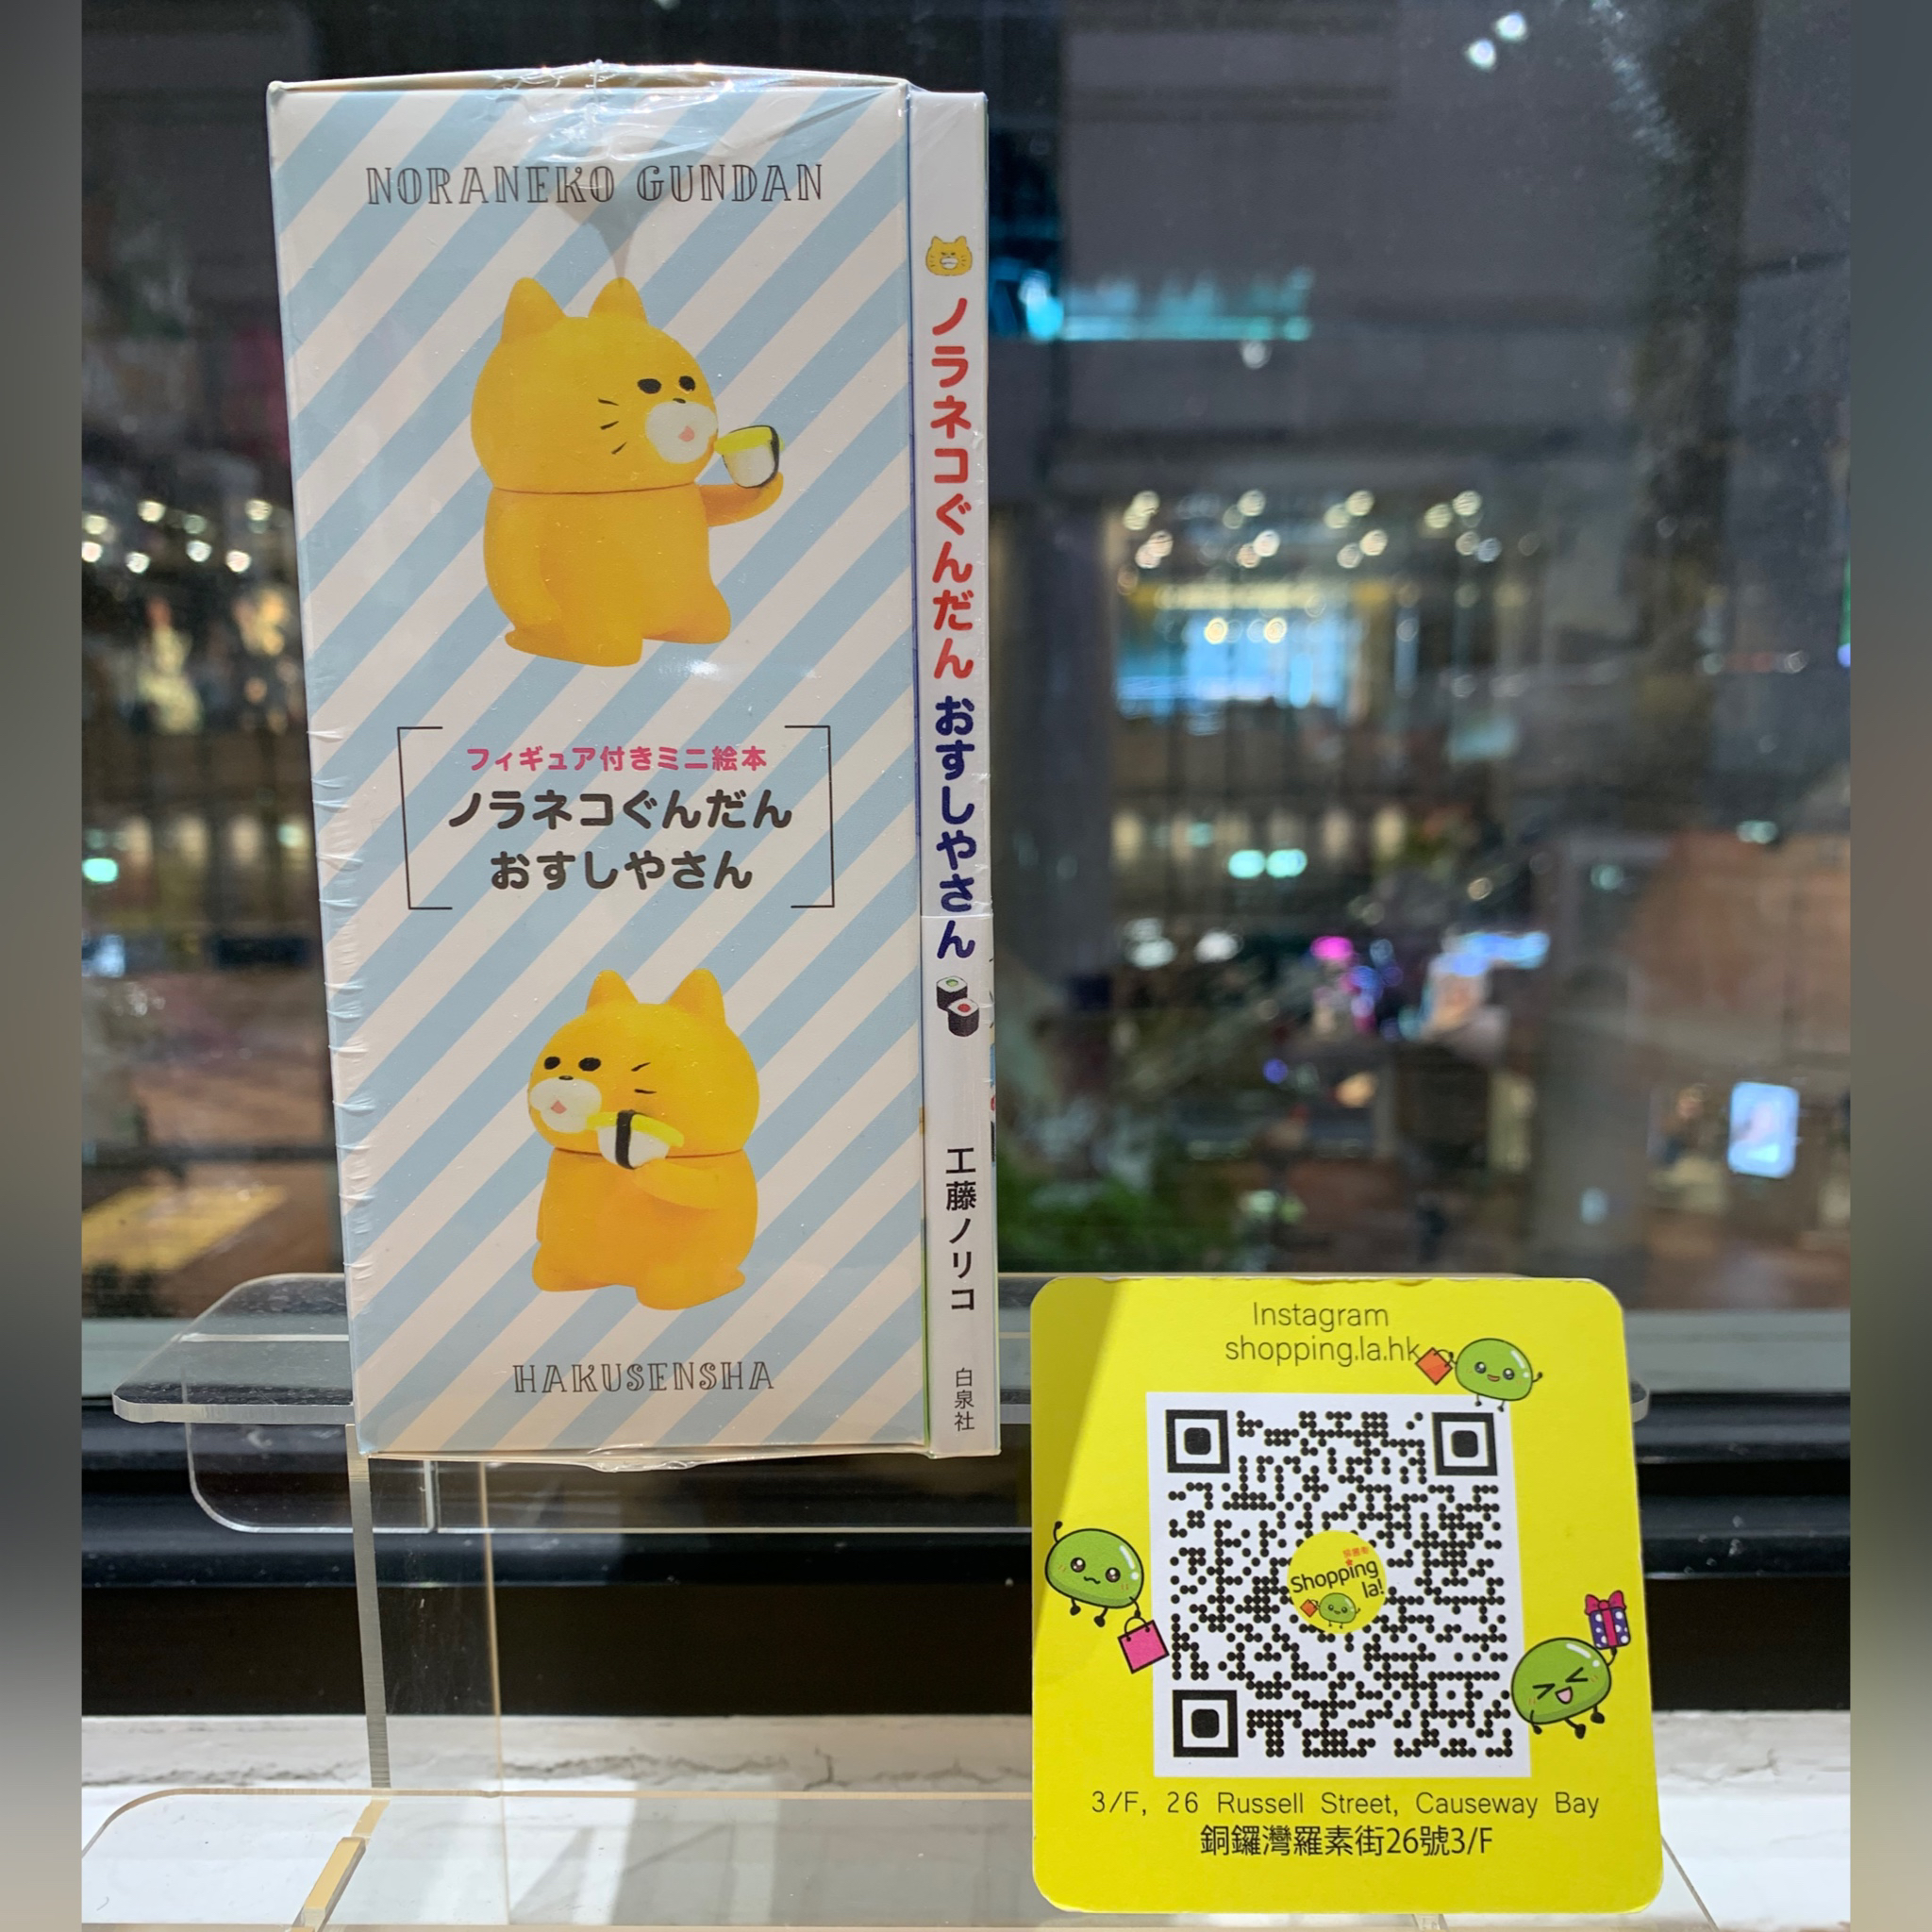 NORANEKO GUNDAN
フィギュア付きミニ絵本
ノラネコぐんだん
おすしやさん
HAKUSENSHA
ノラネコぐんだん おすしやさん
工藤ノリコ
白泉社
Instagram
shopping.la.hk
Shopping
la!
3/F, 26 Russell Street, Causeway Bay
銅鑼灣羅素街26號3/F